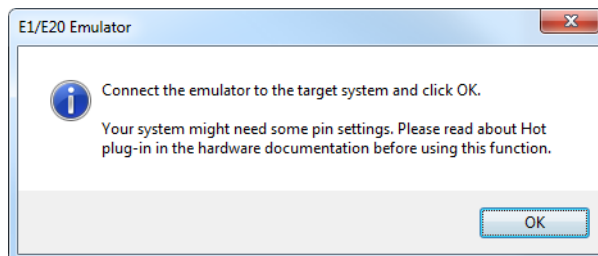 E1/E20 Emulator
Connect the emulator to the target system and click OK.
Your system might need some pin settings. Please read about Hot
plug-in in the hardware documentation before using this function.
OK